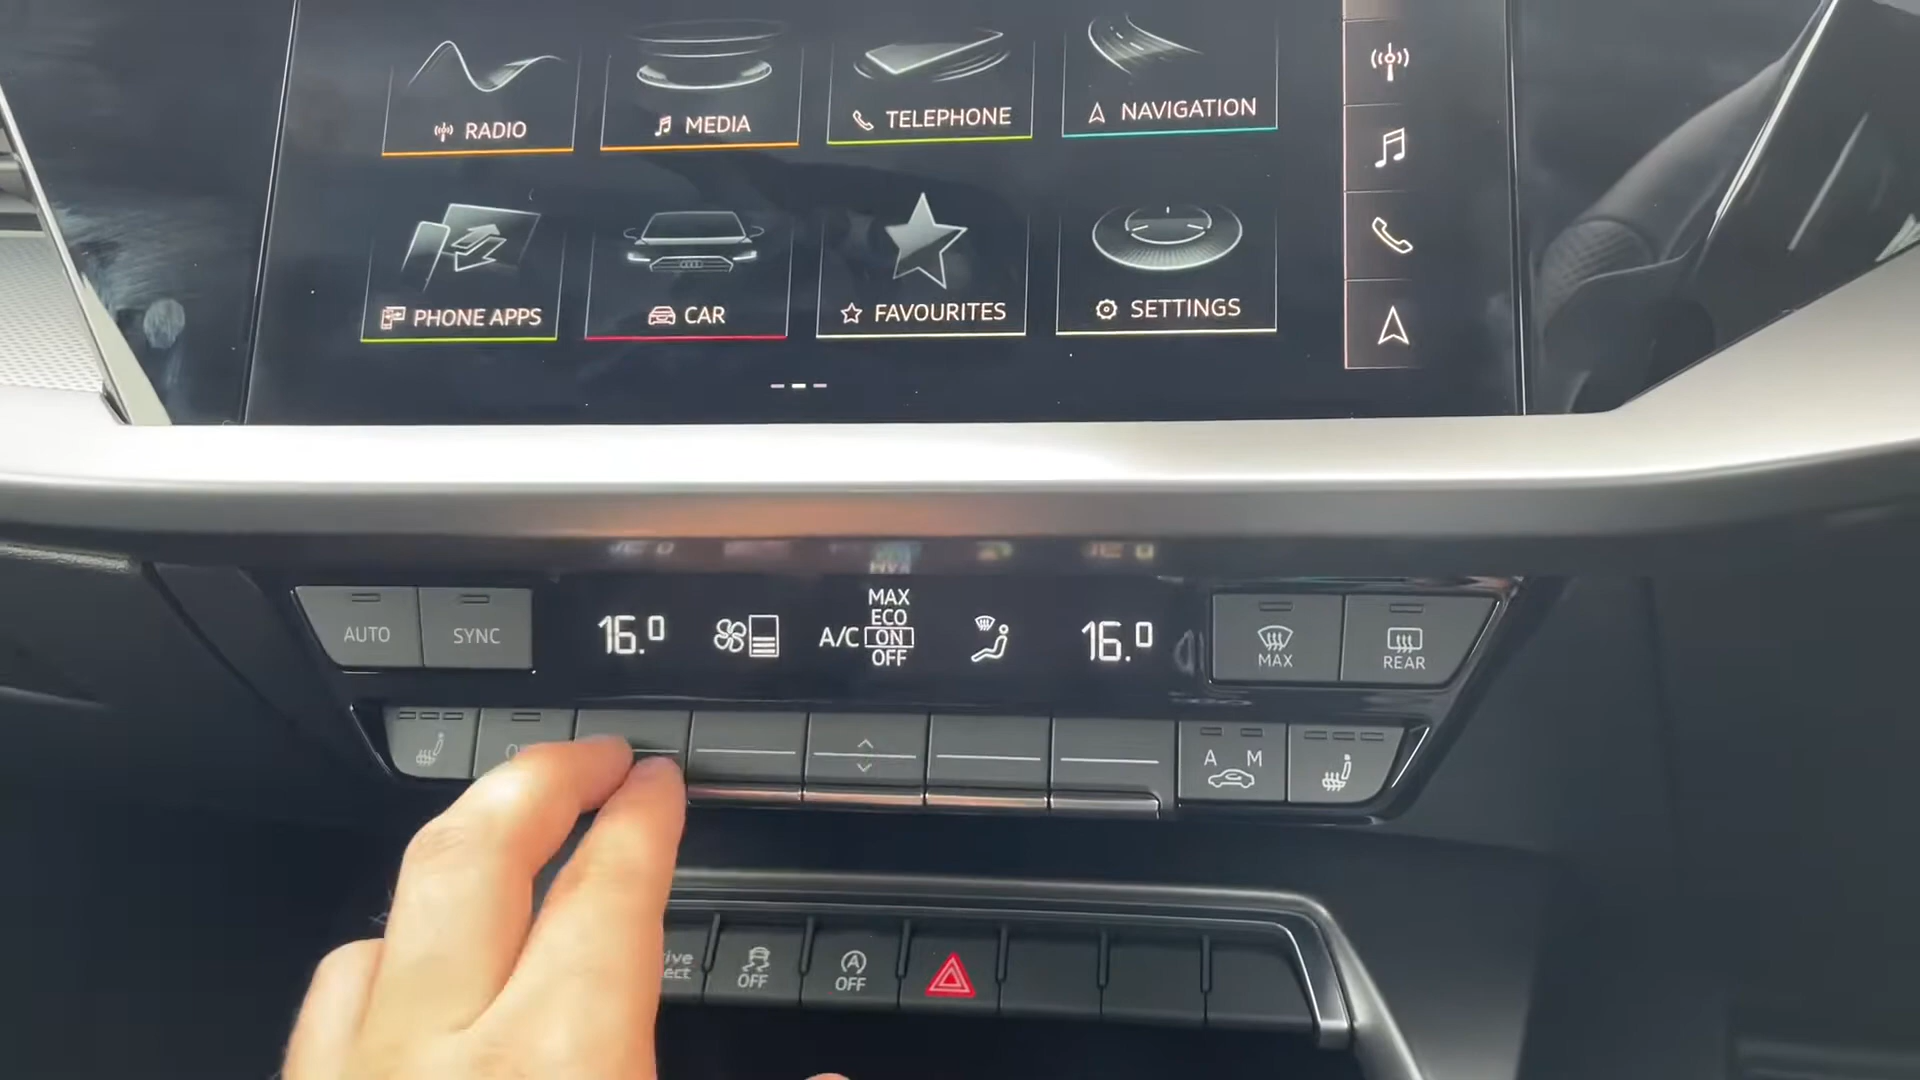 RADIO
MEDIA
TELEPHONE
NAVIGATION
PHONE APPS
CAR
FAVOURITES
SETTINGS
AUTO
SYNC
16.0
A/C
MAX
ECO
ON
OFF
16.0
MAX
REAR
A M
OFF
A
OFF